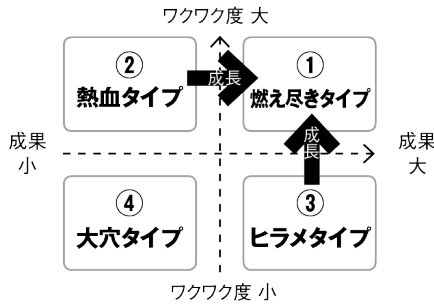 ワクワク度 大
②
熱血タイプ
成長
①
燃え尽きタイプ
成果
小
成長
成果
大
④
大穴タイプ
③
ヒラメタイプ
ワクワク度 小